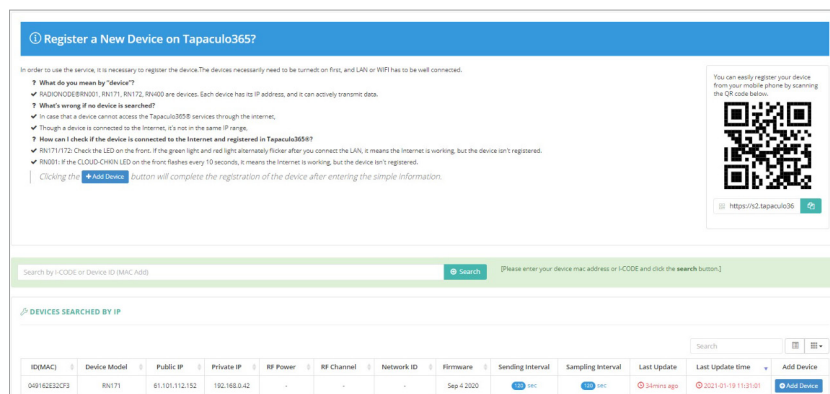 Register a New Device on Tapaculo365?
In order to use the service, it is necessary to register the device.The devices necessarily need to be turnedt on first, and LAN or WIFI has to be well connected.
? What do you mean by "device"?
✔ RADIONODE®RN001, RN171, RN172, RN400 are devices. Each device has its IP address, and it can actively transmit data.
? What's wrong if no device is searched?
✔ In case that a device cannot access the Tapaculo365® services through the internet,
✔ Though a device is connected to the Internet, it's not in the same IP range,
? How can I check if the device is connected to the Internet and registered in Tapaculo365®?
✔ RN171/172: Check the LED on the front. If the green light and red light alternately flicker after you connect the LAN, it means the Internet is working, but the device isn't registered.
✔ RN001: If the CLOUD-CHKIN LED on the front flashes every 10 seconds, it means the Internet is working, but the device isn't registered.
Clicking the +Add Device button will complete the registration of the device after entering the simple information.
You can easily register your device
from your mobile phone by scanning
the QR code below.
https://s2.tapaculo36
Search by I-CODE or Device ID (MAC Add)
Search
[Please enter your device mac address or I-CODE and click the search button.]
DEVICES SEARCHED BY IP
Search
ID(MAC) Device Model Public IP Private IP RF Power RF Channel Network ID Firmware Sending Interval Sampling Interval Last Update Last Update time Add Device
049162E32CF3 RN171 61.101.112.152 192.168.0.42 - - - Sep 4 2020 120 sec 120 sec 34mns ago 2021-01-19 11:31:01 Add Device